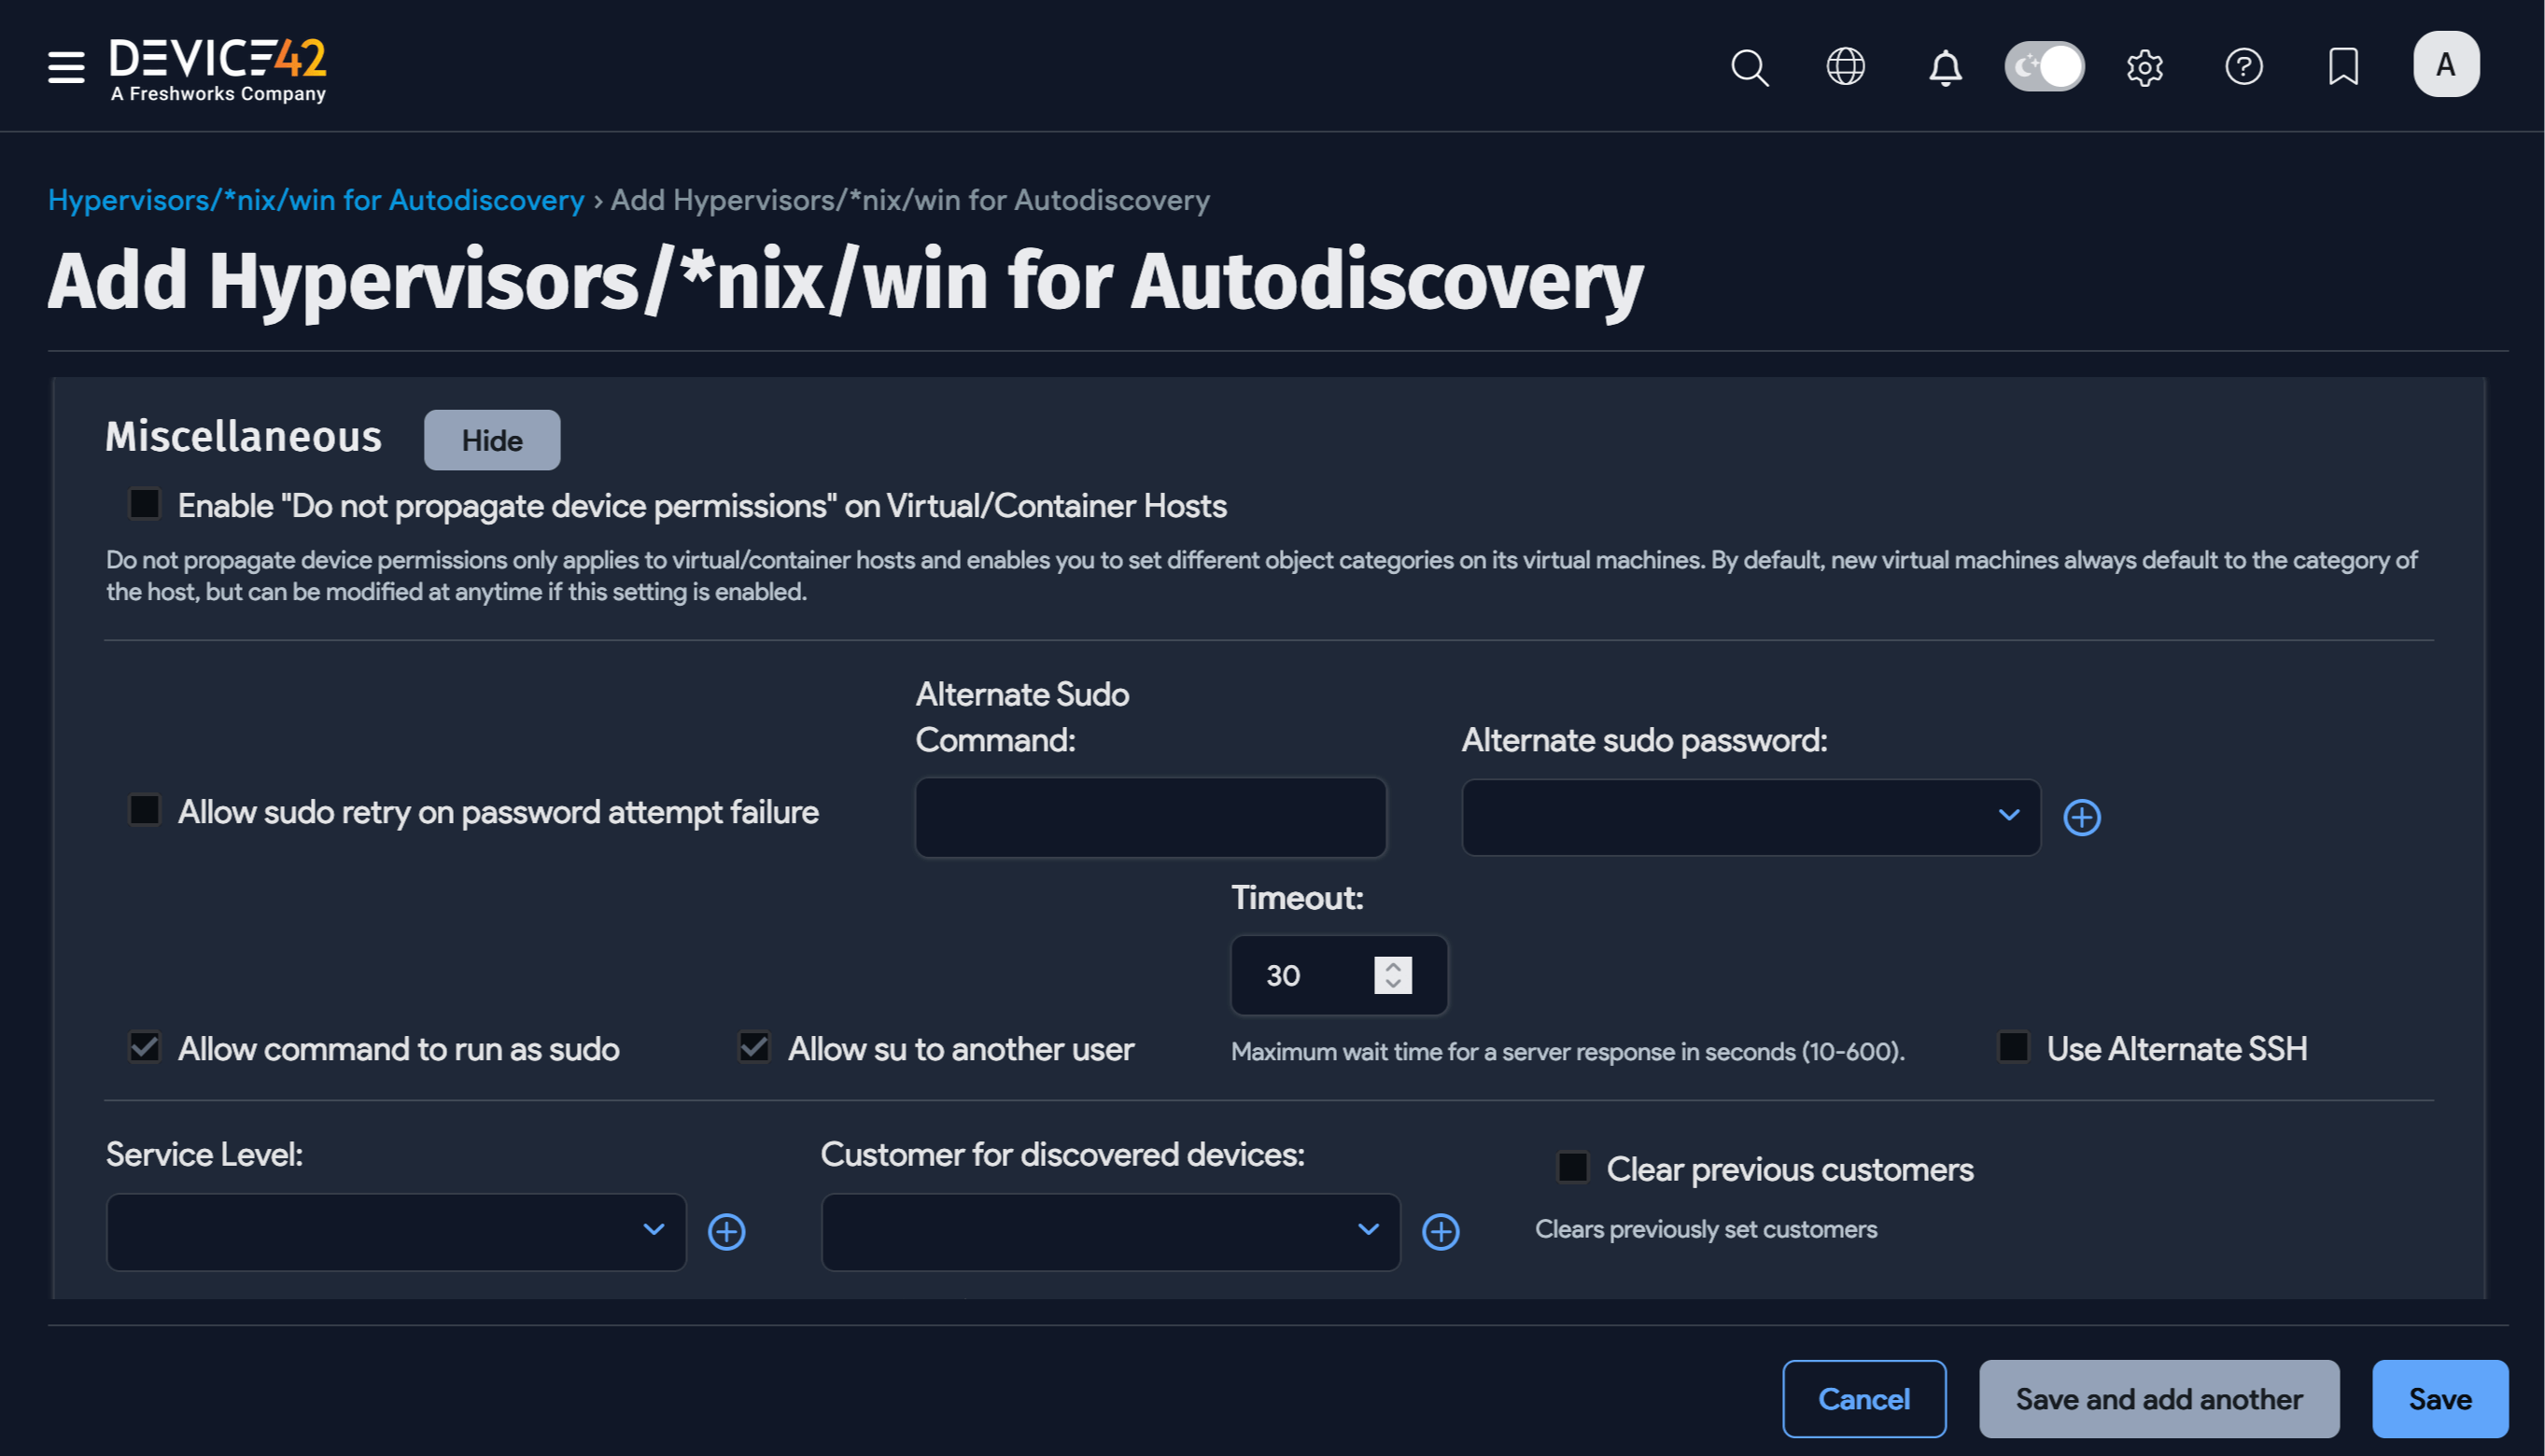 DEVICE42
A Freshworks Company
A
Hypervisors/*nix/win for Autodiscovery › Add Hypervisors/*nix/win for Autodiscovery
Add Hypervisors/*nix/win for Autodiscovery
Miscellaneous
Hide
Enable "Do not propagate device permissions" on Virtual/Container Hosts
Do not propagate device permissions only applies to virtual/container hosts and enables you to set different object categories on its virtual machines. By default, new virtual machines always default to the category of
the host, but can be modified at anytime if this setting is enabled.
Allow sudo retry on password attempt failure
Alternate Sudo
Command:
Alternate sudo password:
Allow command to run as sudo
Allow su to another user
Timeout:
30
Maximum wait time for a server response in seconds (10-600).
Use Alternate SSH
Service Level:
Customer for discovered devices:
Clear previous customers
Clears previously set customers
Cancel
Save and add another
Save